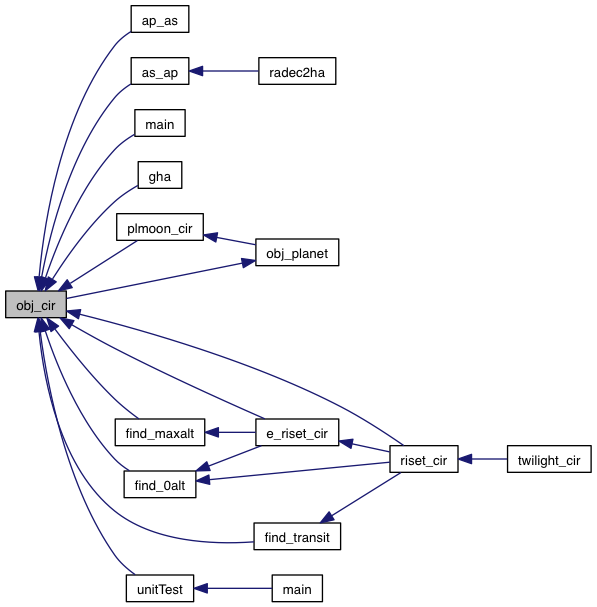 ap_as
as_ap
radec2ha
main
gha
plmoon_cir
obj_planet
obj_cir
find_maxalt
e_riset_cir
riset_cir
twilight_cir
find_0alt
find_transit
unitTest
main